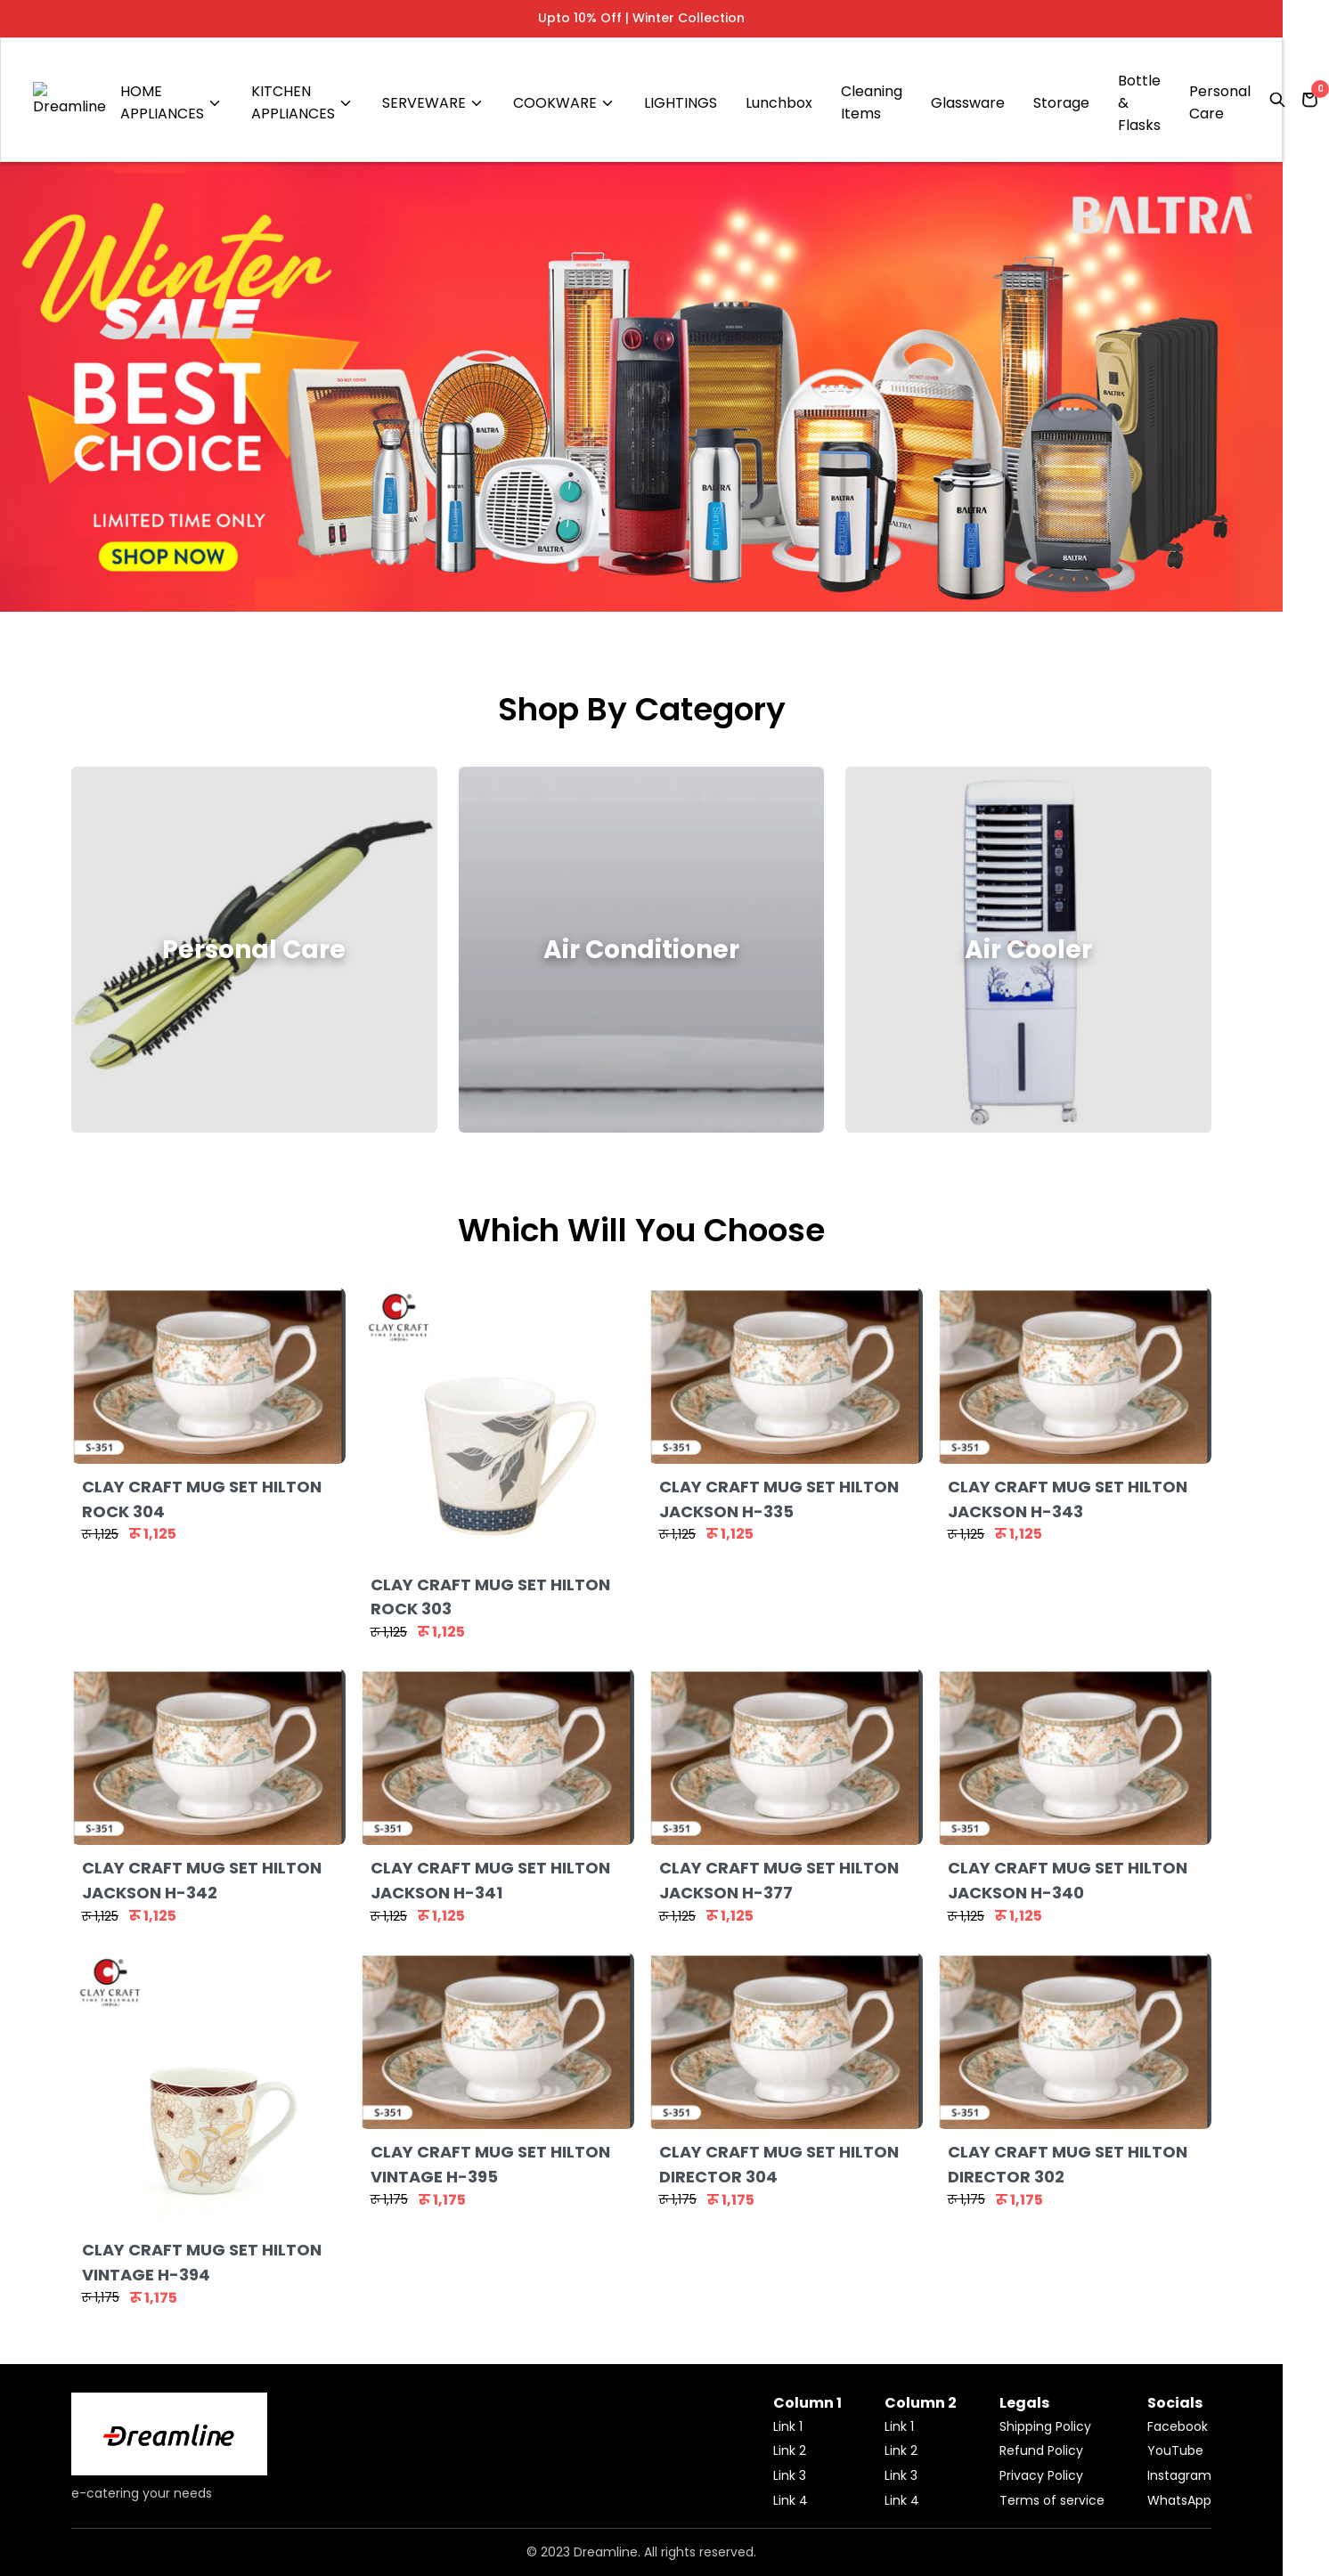 Upto 10% Off | Winter Collection
Dreamline
HOME
APPLIANCES
KITCHEN
APPLIANCES
SERVEWARE
COOKWARE
LIGHTINGS
Lunchbox
Cleaning
Items
Glassware
Storage
Bottle
&
Flasks
Personal
Care
0
BALTRA
Winter
SALE
BEST
CHOICE
LIMITED TIME ONLY
SHOP NOW
Shop By Category
Personal Care
Air Conditioner
Air Cooler
Which Will You Choose
S-351
CLAY CRAFT MUG SET HILTON
ROCK 304
रू 1,125 रू 1,125
CLAY CRAFT
FINE TABLEWARE
-INDIA-
CLAY CRAFT MUG SET HILTON
ROCK 303
रू 1,125 रू 1,125
S-351
CLAY CRAFT MUG SET HILTON
JACKSON H-335
रू 1,125 रू 1,125
S-351
CLAY CRAFT MUG SET HILTON
JACKSON H-343
रू 1,125 रू 1,125
S-351
CLAY CRAFT MUG SET HILTON
JACKSON H-342
रू 1,125 रू 1,125
S-351
CLAY CRAFT MUG SET HILTON
JACKSON H-341
रू 1,125 रू 1,125
S-351
CLAY CRAFT MUG SET HILTON
JACKSON H-377
रू 1,125 रू 1,125
S-351
CLAY CRAFT MUG SET HILTON
JACKSON H-340
रू 1,125 रू 1,125
CLAY CRAFT
FINE TABLEWARE
-INDIA-
CLAY CRAFT MUG SET HILTON
VINTAGE H-394
रू 1,175 रू 1,175
S-351
CLAY CRAFT MUG SET HILTON
VINTAGE H-395
रू 1,175 रू 1,175
S-351
CLAY CRAFT MUG SET HILTON
DIRECTOR 304
रू 1,175 रू 1,175
S-351
CLAY CRAFT MUG SET HILTON
DIRECTOR 302
रू 1,175 रू 1,175
Dreamline
e-catering your needs
Column 1
Link 1
Link 2
Link 3
Link 4
Column 2
Link 1
Link 2
Link 3
Link 4
Legals
Shipping Policy
Refund Policy
Privacy Policy
Terms of service
Socials
Facebook
YouTube
Instagram
WhatsApp
© 2023 Dreamline. All rights reserved.